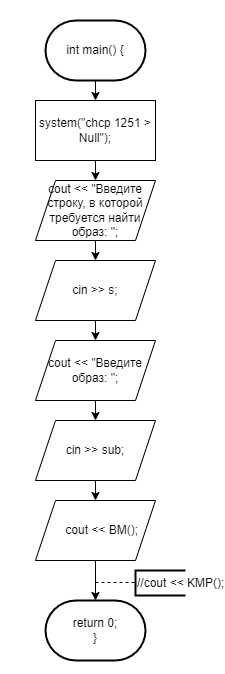 int main() {
system("chcp 1251 >
Null");
cout << "Введите
строку, в которой
требуется найти
образ: ";
cin >> s;
cout << "Введите
образ: ";
cin >> sub;
cout << BM();
//cout << KMP();
return 0;
}